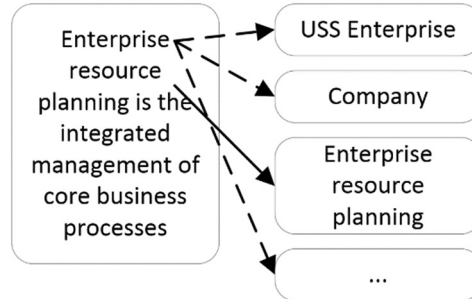 Enterprise
resource
planning is the
integrated
management of
core business
processes
USS Enterprise
Company
Enterprise
resource
planning
...